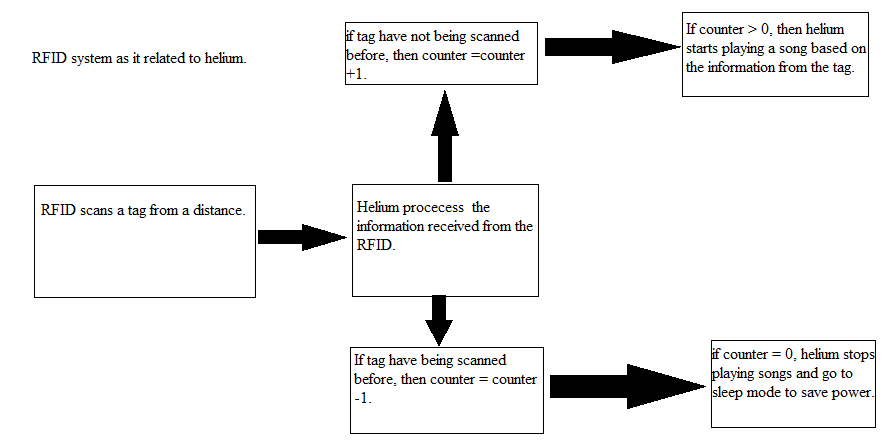 RFID system as it related to helium.
if tag have not being scanned
before, then counter =counter
+1.
If counter > 0, then helium
starts playing a song based on
the information from the tag.
RFID scans a tag from a distance.
Helium procecess the
information received from the
RFID.
If tag have being scanned
before, then counter = counter
-1.
if counter = 0, helium stops
playing songs and go to
sleep mode to save power.